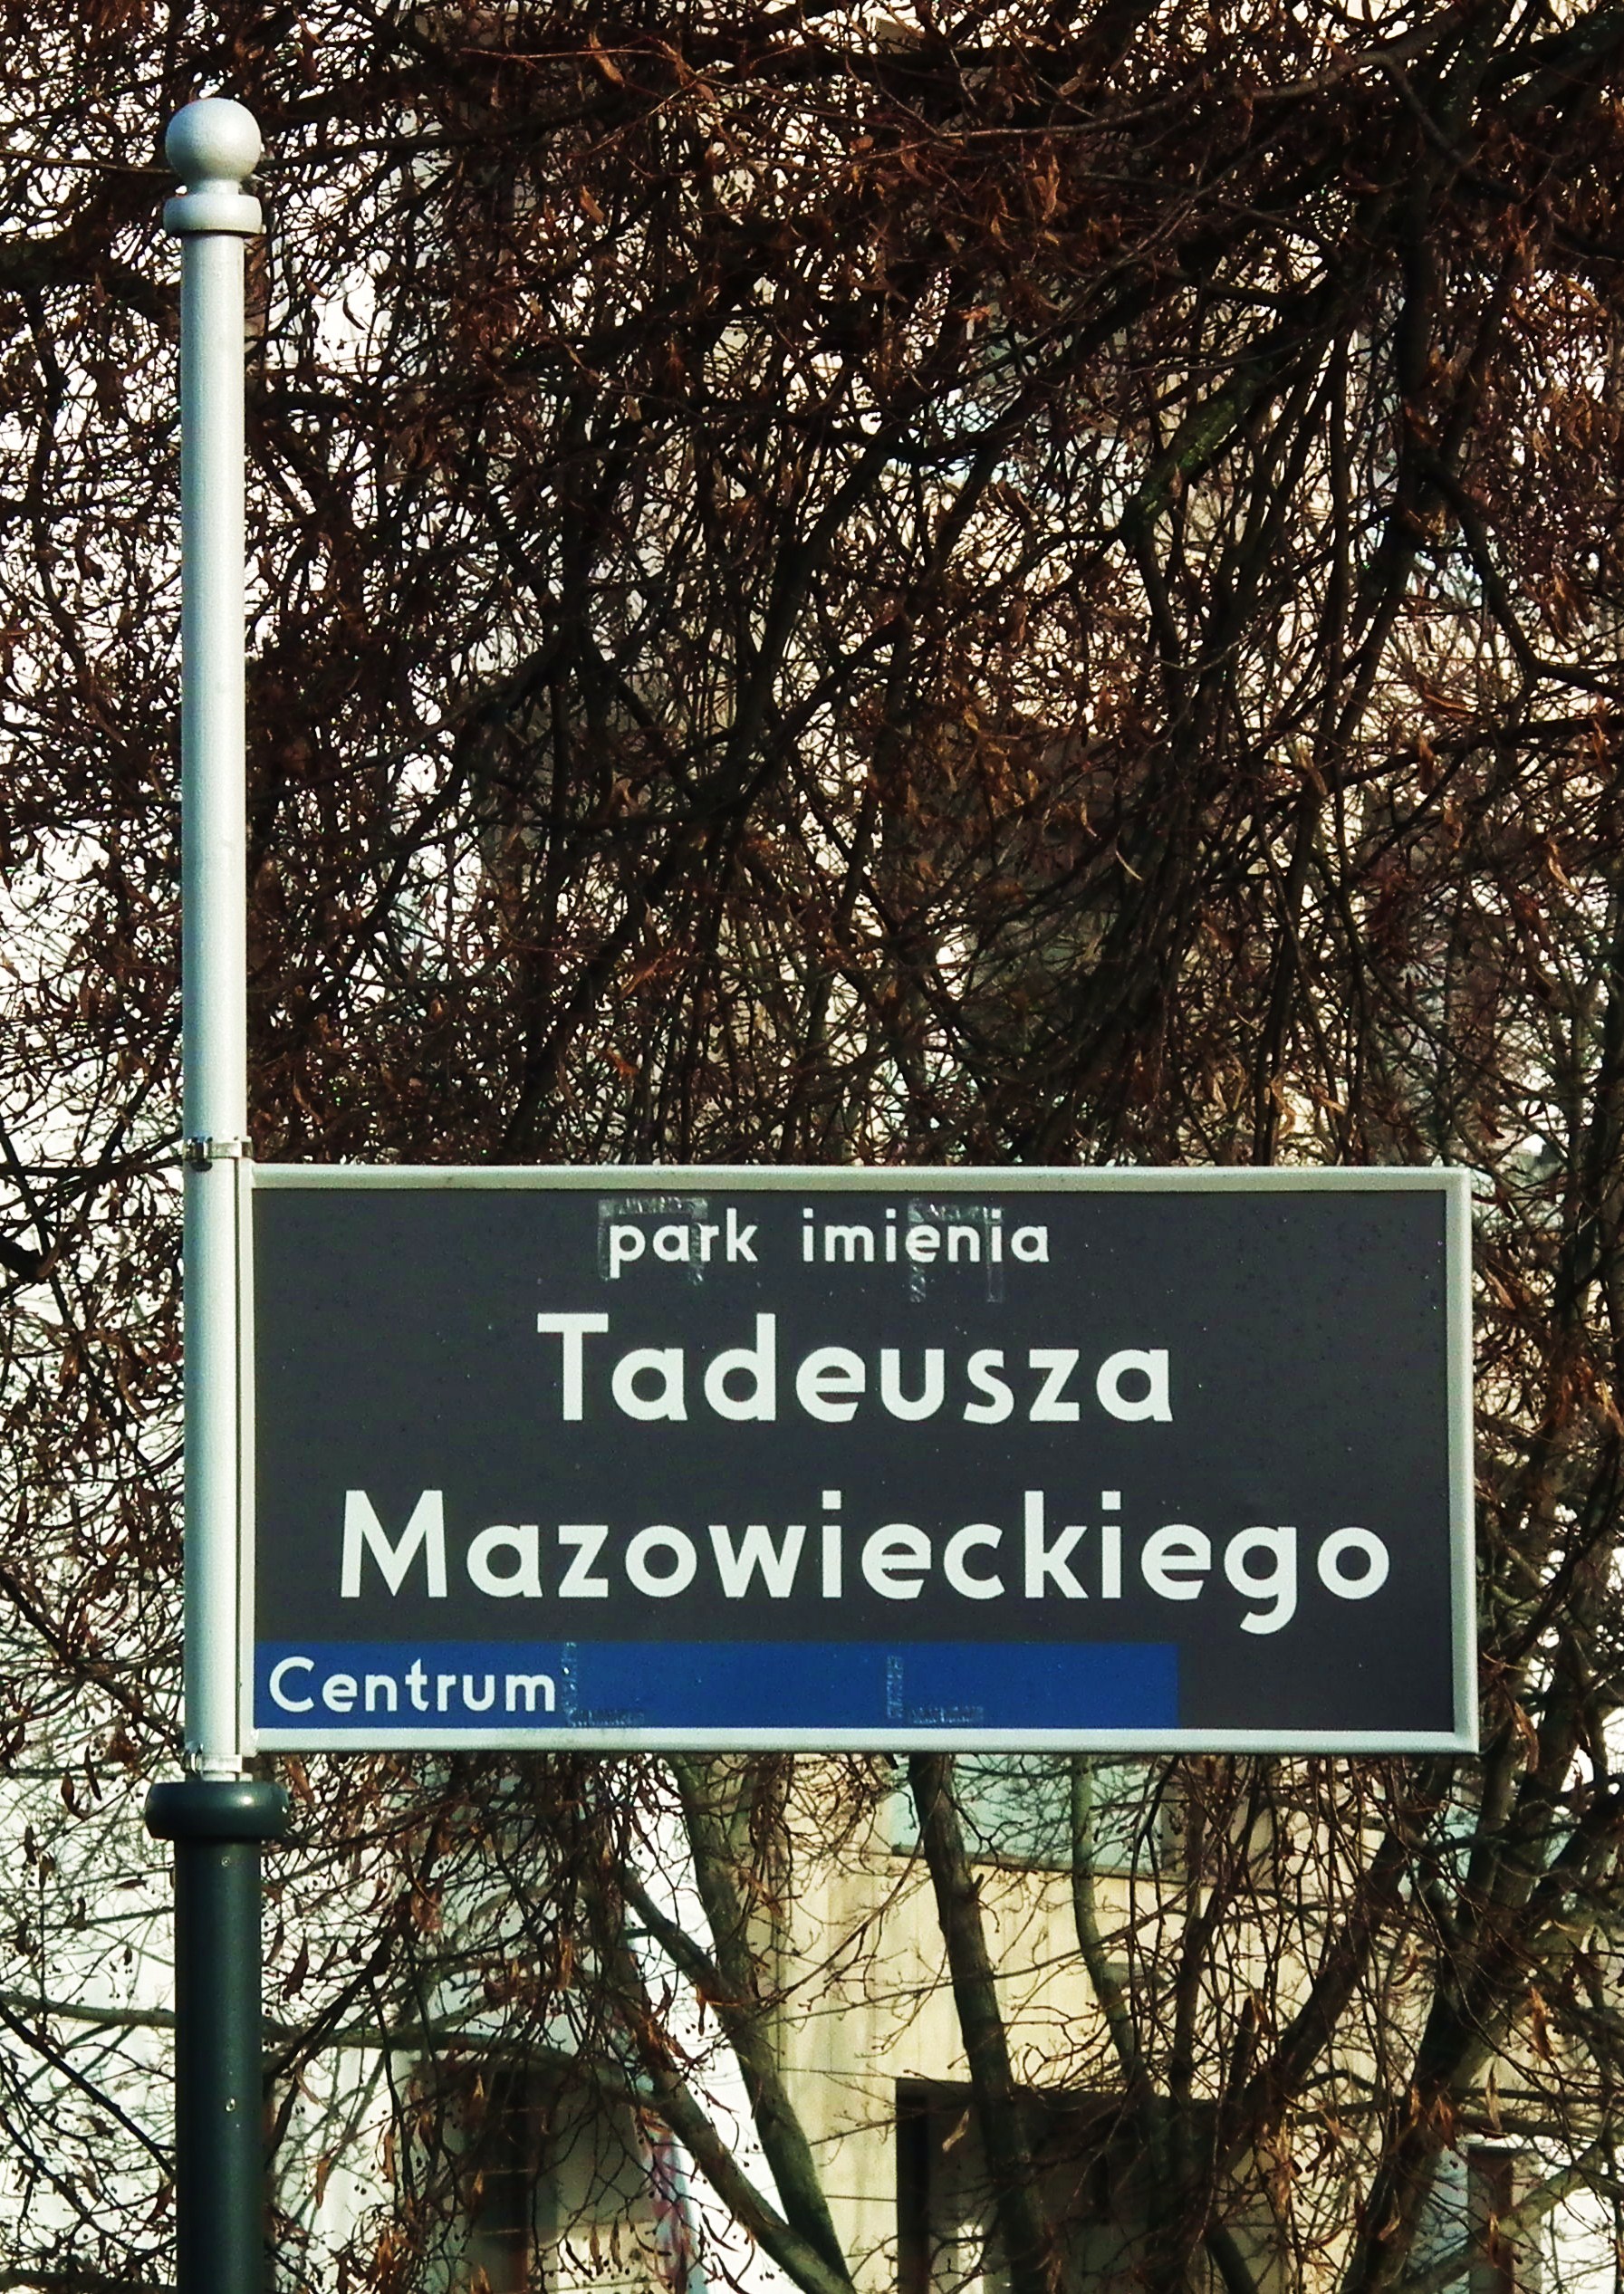 park imienia
Tadeusza
Mazowieckiego
Centrum